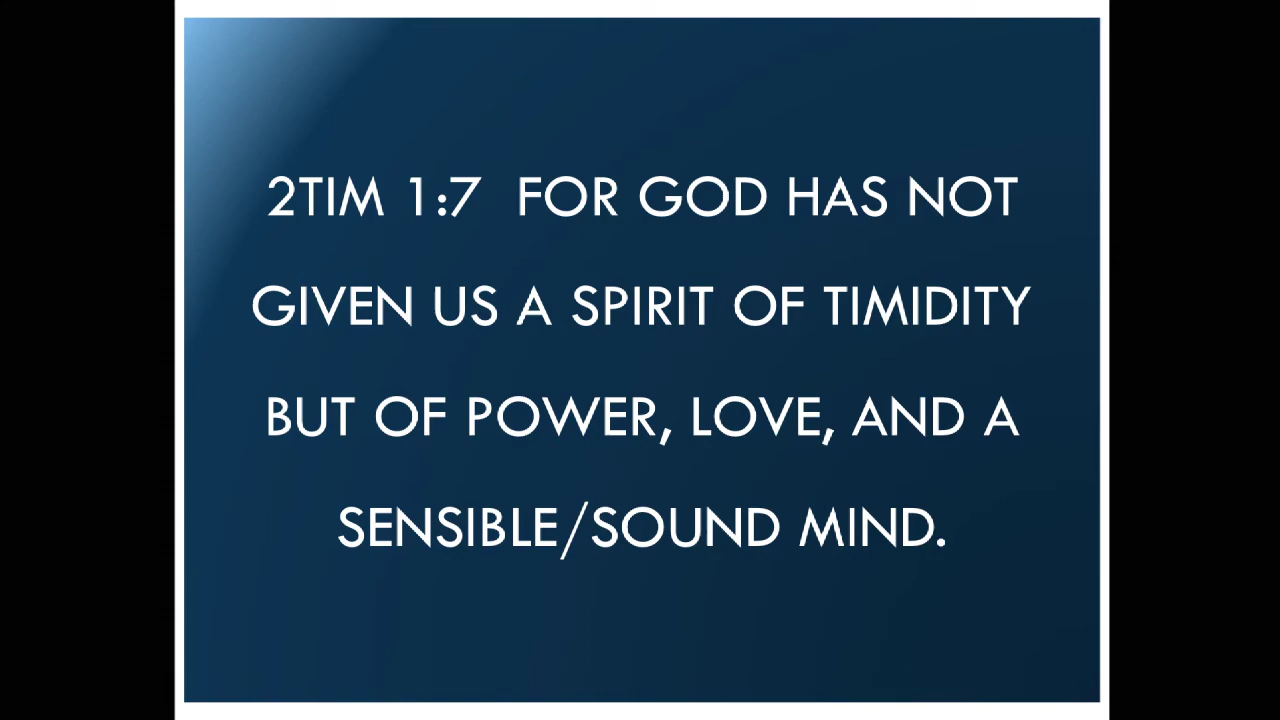 2TIM 1:7  FOR GOD HAS NOT
GIVEN US A SPIRIT OF TIMIDITY
BUT OF POWER, LOVE, AND A
SENSIBLE/SOUND MIND.